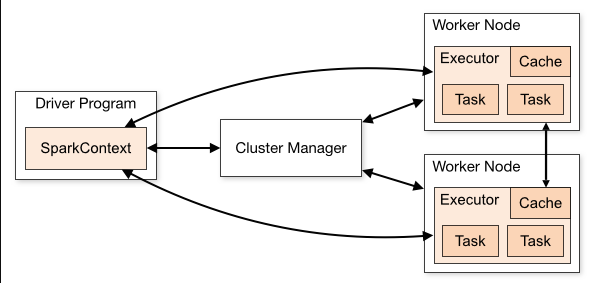 Driver Program
SparkContext
Cluster Manager
Worker Node
Executor
Cache
Task
Task
Worker Node
Executor
Cache
Task
Task